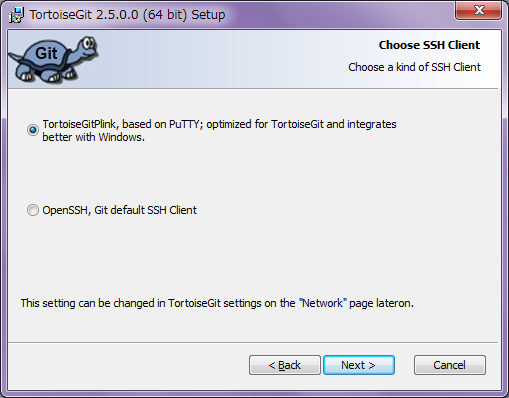 TortoiseGit 2.5.0.0 (64 bit) Setup
Git
Choose SSH Client
Choose a kind of SSH Client
TortoiseGitPlink, based on PuTTY; optimized for TortoiseGit and integrates
better with Windows.
OpenSSH, Git default SSH Client
This setting can be changed in TortoiseGit settings on the "Network" page lateron.
< Back
Next >
Cancel